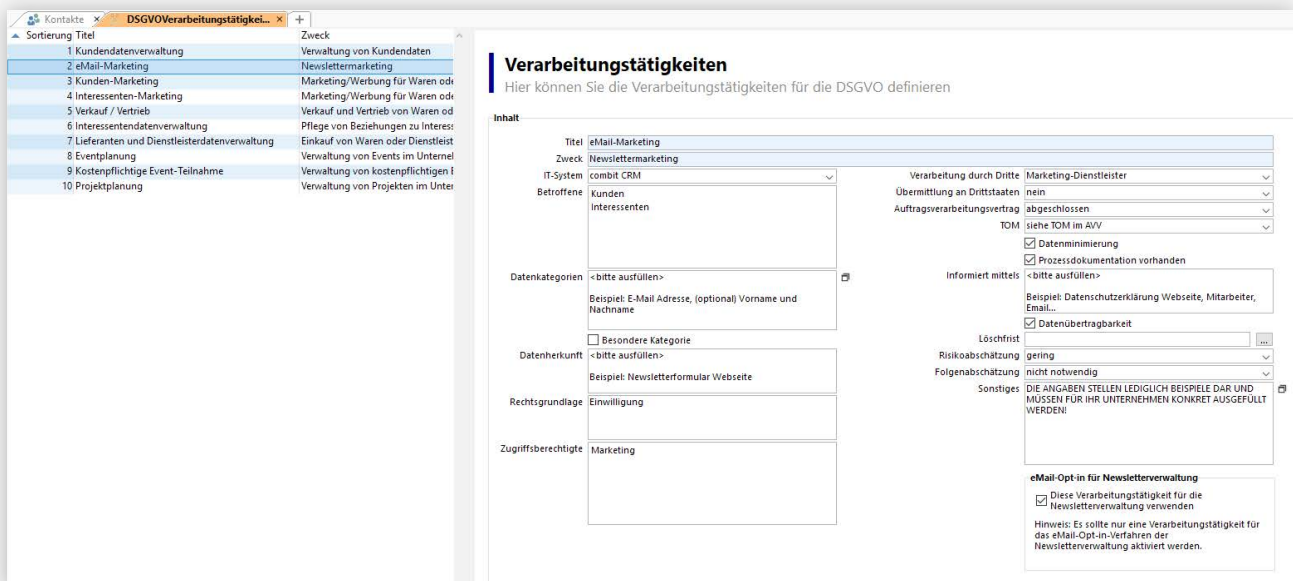 Kontakte
DSGVOVerarbeitungstätigkei...
Sortierung Titel Zweck
1 Kundendatenverwaltung Verwaltung von Kundendaten
2 eMail-Marketing Newslettermarketing
3 Kunden-Marketing Marketing/Werbung für Waren ode
4 Interessenten-Marketing Marketing/Werbung für Waren ode
5 Verkauf / Vertrieb Verkauf und Vertrieb von Waren od
6 Interessentendatenverwaltung Pflege von Beziehungen zu Interess
7 Lieferanten und Dienstleisterdatenverwaltung Einkauf von Waren oder Dienstleist
8 Eventplanung Verwaltung von Events im Unterneh
9 Kostenpflichtige Event-Teilnahme Verwaltung von kostenpflichtigen E
10 Projektplanung Verwaltung von Projekten im Unter
Verarbeitungstätigkeiten
Hier können Sie die Verarbeitungstätigkeiten für die DSGVO definieren
Inhalt
Titel eMail-Marketing
Zweck Newslettermarketing
IT-System combit CRM
Betroffene Kunden
Interessenten
Datenkategorien <bitte ausfüllen>
Beispiel: E-Mail Adresse, (optional) Vorname und
Nachname
Besondere Kategorie
Datenherkunft <bitte ausfüllen>
Beispiel: Newsletterformular Webseite
Rechtsgrundlage Einwilligung
Zugriffsberechtigte Marketing
Verarbeitung durch Dritte Marketing-Dienstleister
Übermittlung an Drittstaaten nein
Auftragsverarbeitungsvertrag abgeschlossen
TOM siehe TOM im AVV
Datenminimierung
Prozessdokumentation vorhanden
Informiert mittels <bitte ausfüllen>
Beispiel: Datenschutzerklärung Webseite, Mitarbeiter,
Email...
Datenübertragbarkeit
Löschfrist ...
Risikoabschätzung gering
Folgenabschätzung nicht notwendig
Sonstiges DIE ANGABEN STELLEN LEDIGLICH BEISPIELE DAR UND
MÜSSEN FÜR IHR UNTERNEHMEN KONKRET AUSGEFÜLLT
WERDEN!
eMail-Opt-in für Newsletterverwaltung
Diese Verarbeitungstätigkeit für die
Newsletterverwaltung verwenden
Hinweis: Es sollte nur eine Verarbeitungstätigkeit für
das eMail-Opt-in-Verfahren der
Newsletterverwaltung aktiviert werden.